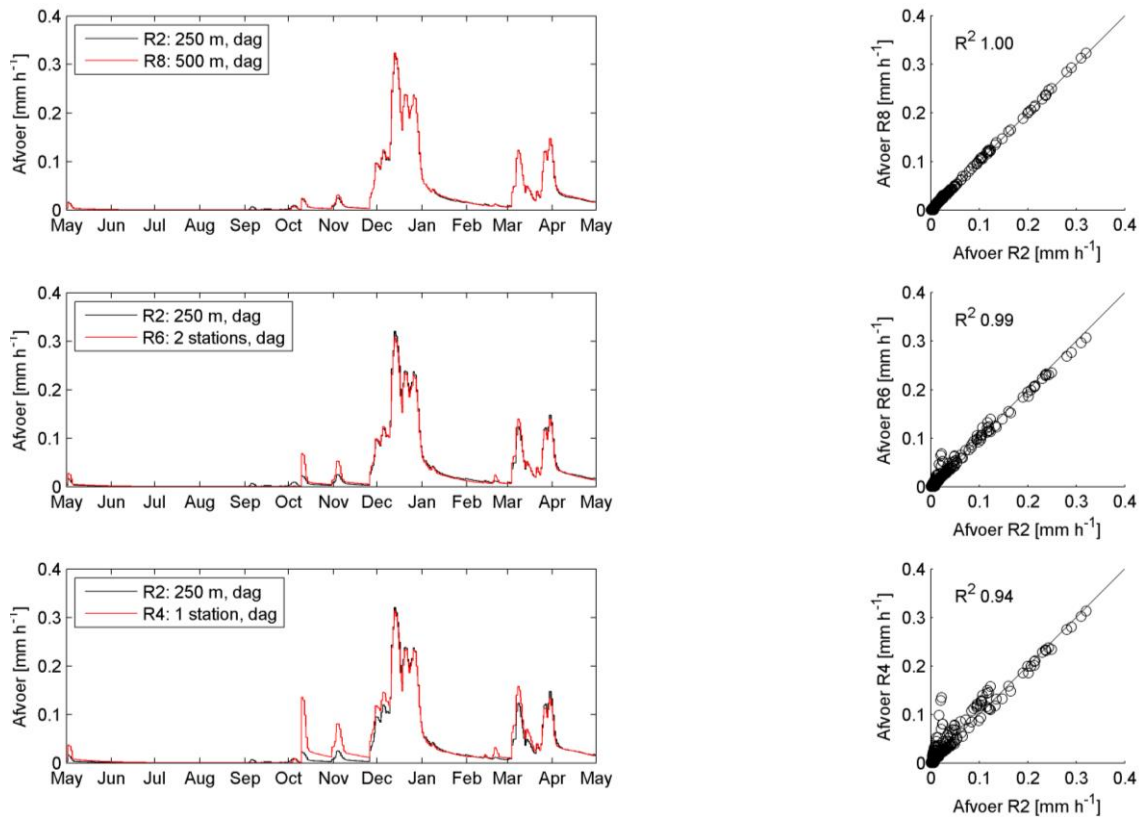 0.4
0.3
0.2
0.1
0
Afvoer [mm h⁻¹]
R2: 250 m, dag
R8: 500 m, dag
May Jun Jul Aug Sep Oct Nov Dec Jan Feb Mar Apr May
0.4
0.3
0.2
0.1
0
Afvoer R8 [mm h⁻¹]
R² 1.00
0 0.1 0.2 0.3 0.4
Afvoer R2 [mm h⁻¹]
0.4
0.3
0.2
0.1
0
Afvoer [mm h⁻¹]
R2: 250 m, dag
R6: 2 stations, dag
May Jun Jul Aug Sep Oct Nov Dec Jan Feb Mar Apr May
0.4
0.3
0.2
0.1
0
Afvoer R6 [mm h⁻¹]
R² 0.99
0 0.1 0.2 0.3 0.4
Afvoer R2 [mm h⁻¹]
0.4
0.3
0.2
0.1
0
Afvoer [mm h⁻¹]
R2: 250 m, dag
R4: 1 station, dag
May Jun Jul Aug Sep Oct Nov Dec Jan Feb Mar Apr May
0.4
0.3
0.2
0.1
0
Afvoer R4 [mm h⁻¹]
R² 0.94
0 0.1 0.2 0.3 0.4
Afvoer R2 [mm h⁻¹]